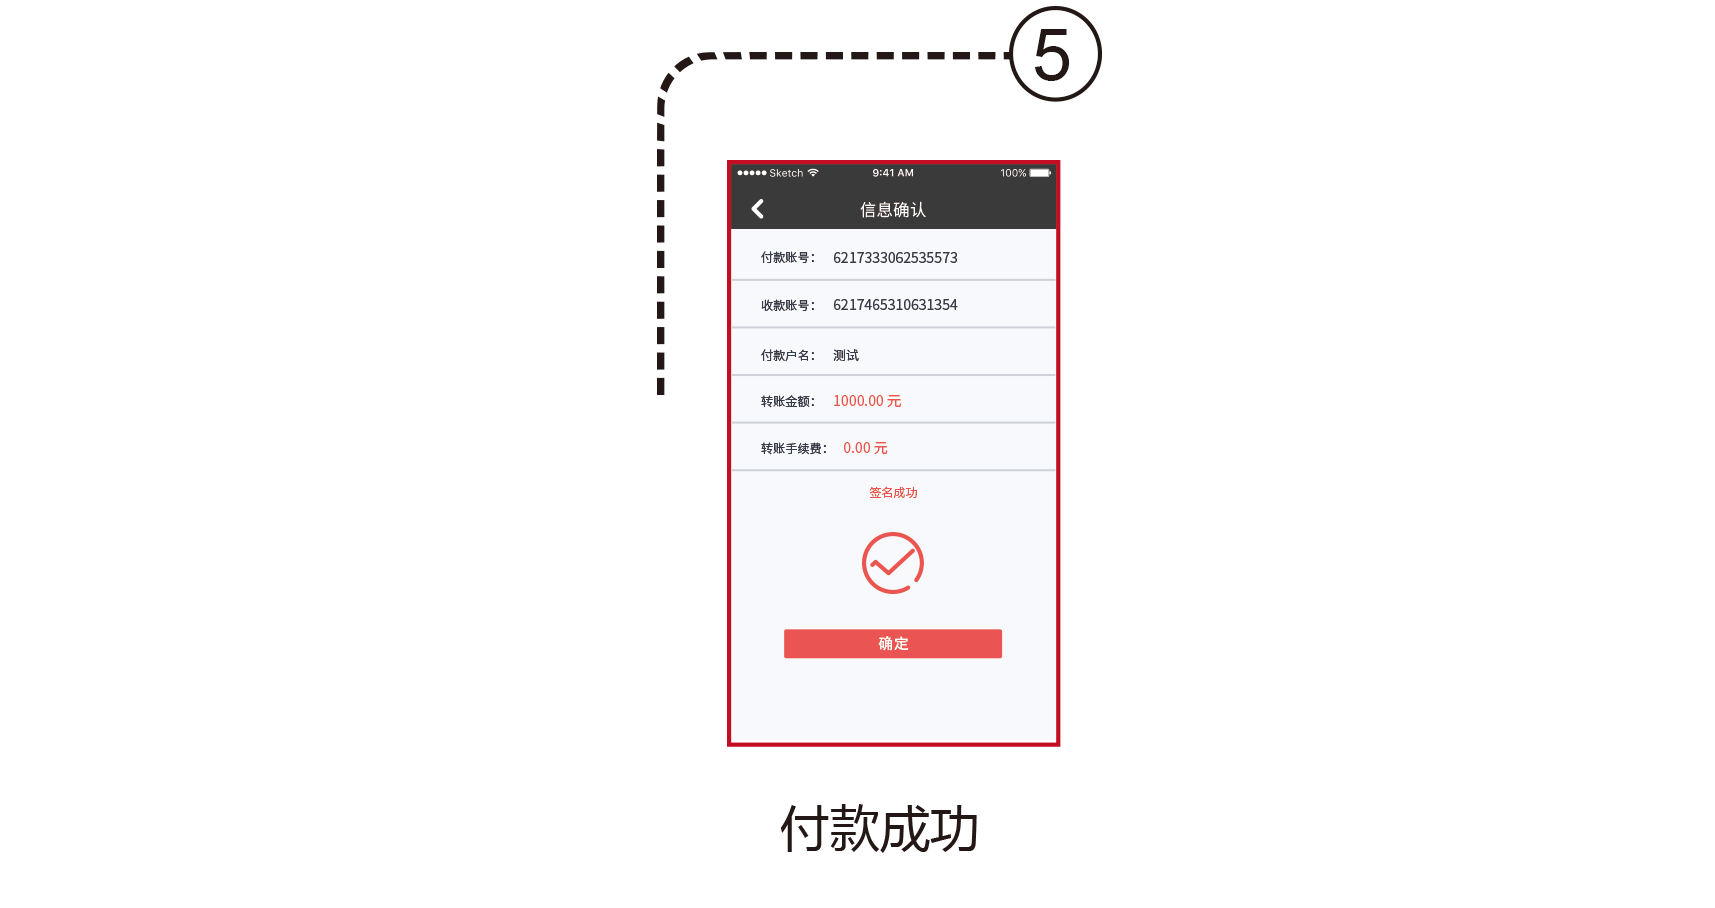 5
Sketch 9:41 AM 100%
信息确认
付款账号： 6217333062535573
收款账号： 6217465310631354
付款户名： 测试
转账金额： 1000.00 元
转账手续费： 0.00 元
签名成功
确定
付款成功